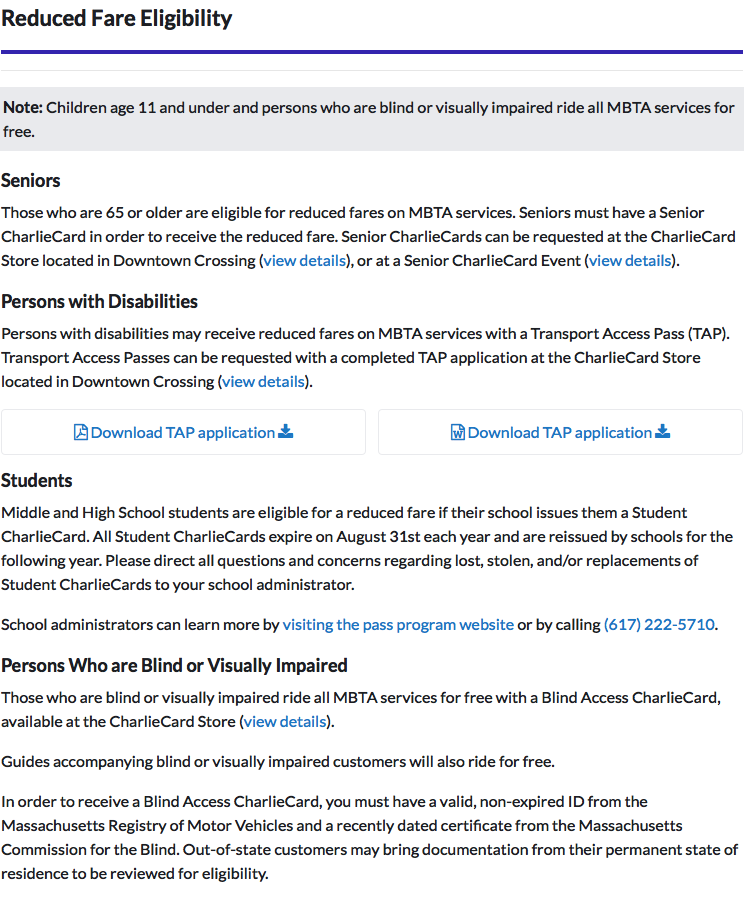 Reduced Fare Eligibility
Note: Children age 11 and under and persons who are blind or visually impaired ride all MBTA services for
free.
Seniors
Those who are 65 or older are eligible for reduced fares on MBTA services. Seniors must have a Senior
CharlieCard in order to receive the reduced fare. Senior CharlieCards can be requested at the CharlieCard
Store located in Downtown Crossing (view details), or at a Senior CharlieCard Event (view details).
Persons with Disabilities
Persons with disabilities may receive reduced fares on MBTA services with a Transport Access Pass (TAP).
Transport Access Passes can be requested with a completed TAP application at the CharlieCard Store
located in Downtown Crossing (view details).
Download TAP application
Download TAP application
Students
Middle and High School students are eligible for a reduced fare if their school issues them a Student
CharlieCard. All Student CharlieCards expire on August 31st each year and are reissued by schools for the
following year. Please direct all questions and concerns regarding lost, stolen, and/or replacements of
Student CharlieCards to your school administrator.
School administrators can learn more by visiting the pass program website or by calling (617) 222-5710.
Persons Who are Blind or Visually Impaired
Those who are blind or visually impaired ride all MBTA services for free with a Blind Access CharlieCard,
available at the CharlieCard Store (view details).
Guides accompanying blind or visually impaired customers will also ride for free.
In order to receive a Blind Access CharlieCard, you must have a valid, non-expired ID from the
Massachusetts Registry of Motor Vehicles and a recently dated certificate from the Massachusetts
Commission for the Blind. Out-of-state customers may bring documentation from their permanent state of
residence to be reviewed for eligibility.